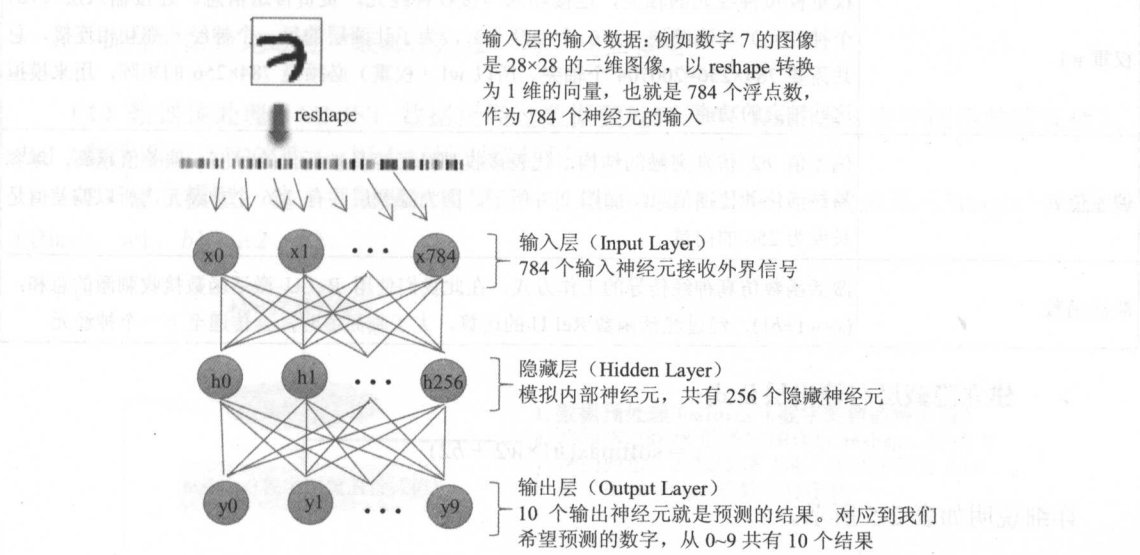 输入层的输入数据：例如数字 7 的图像
是 28×28 的二维图像，以 reshape 转换
为 1 维的向量，也就是 784 个浮点数，
作为 784 个神经元的输入
reshape
x0 x1 ··· x784
输入层（Input Layer）
784 个输入神经元接收外界信号
h0 h1 ··· h256
隐藏层（Hidden Layer）
模拟内部神经元，共有 256 个隐藏神经元
y0 y1 ··· y9
输出层（Output Layer）
10 个输出神经元就是预测的结果。对应到我们
希望预测的数字，从 0~9 共有 10 个结果